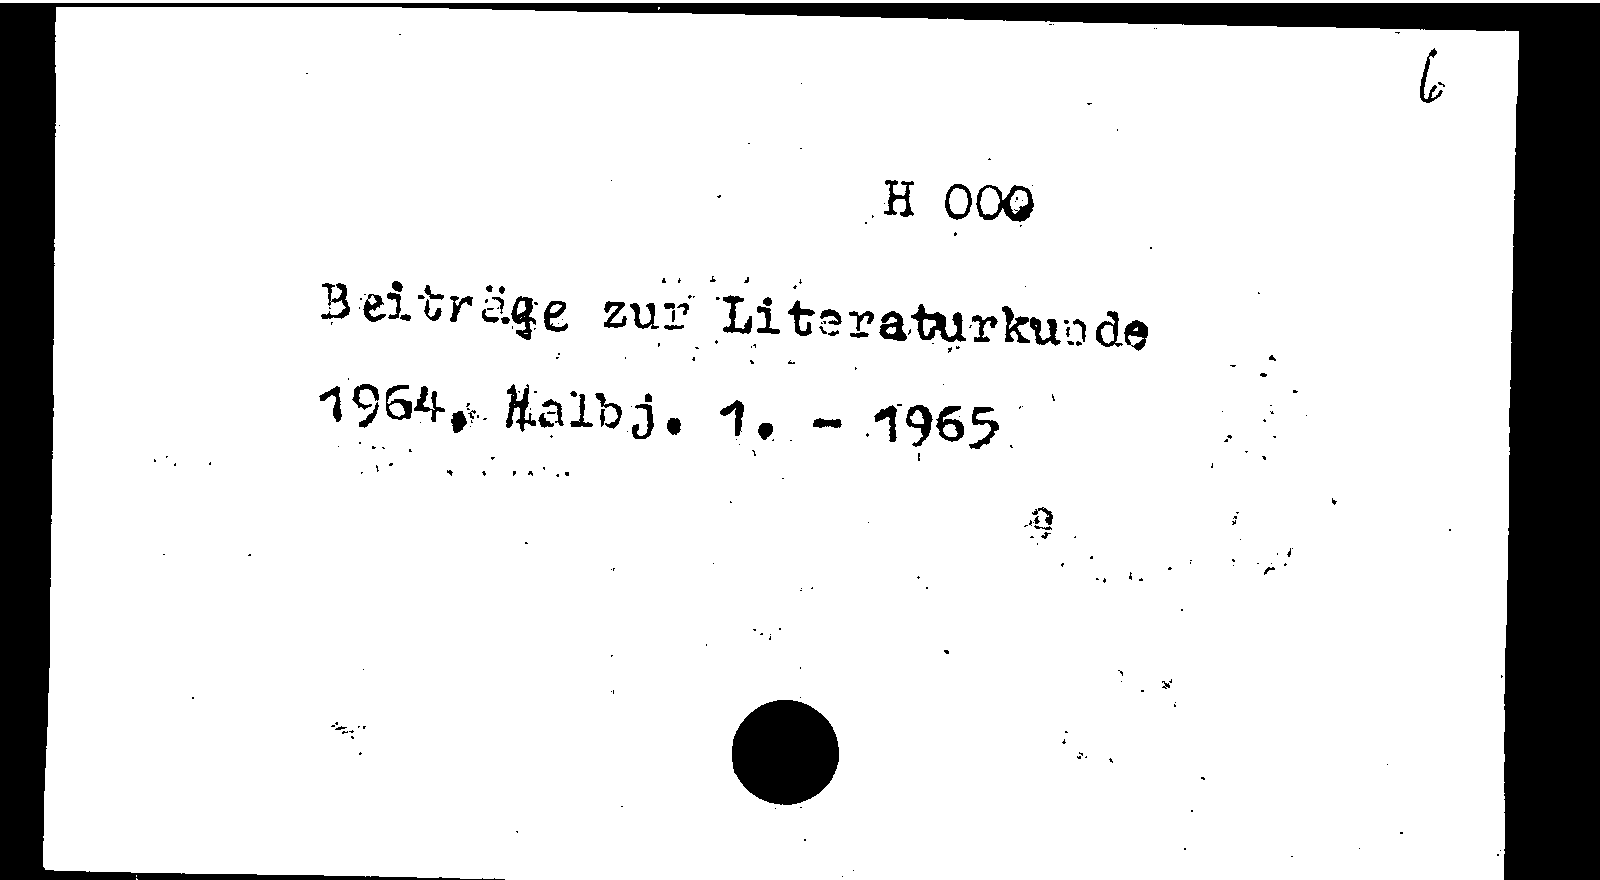 6
H 000
Beiträge zur Literaturkunde
1964. Halbj. 1. - 1965